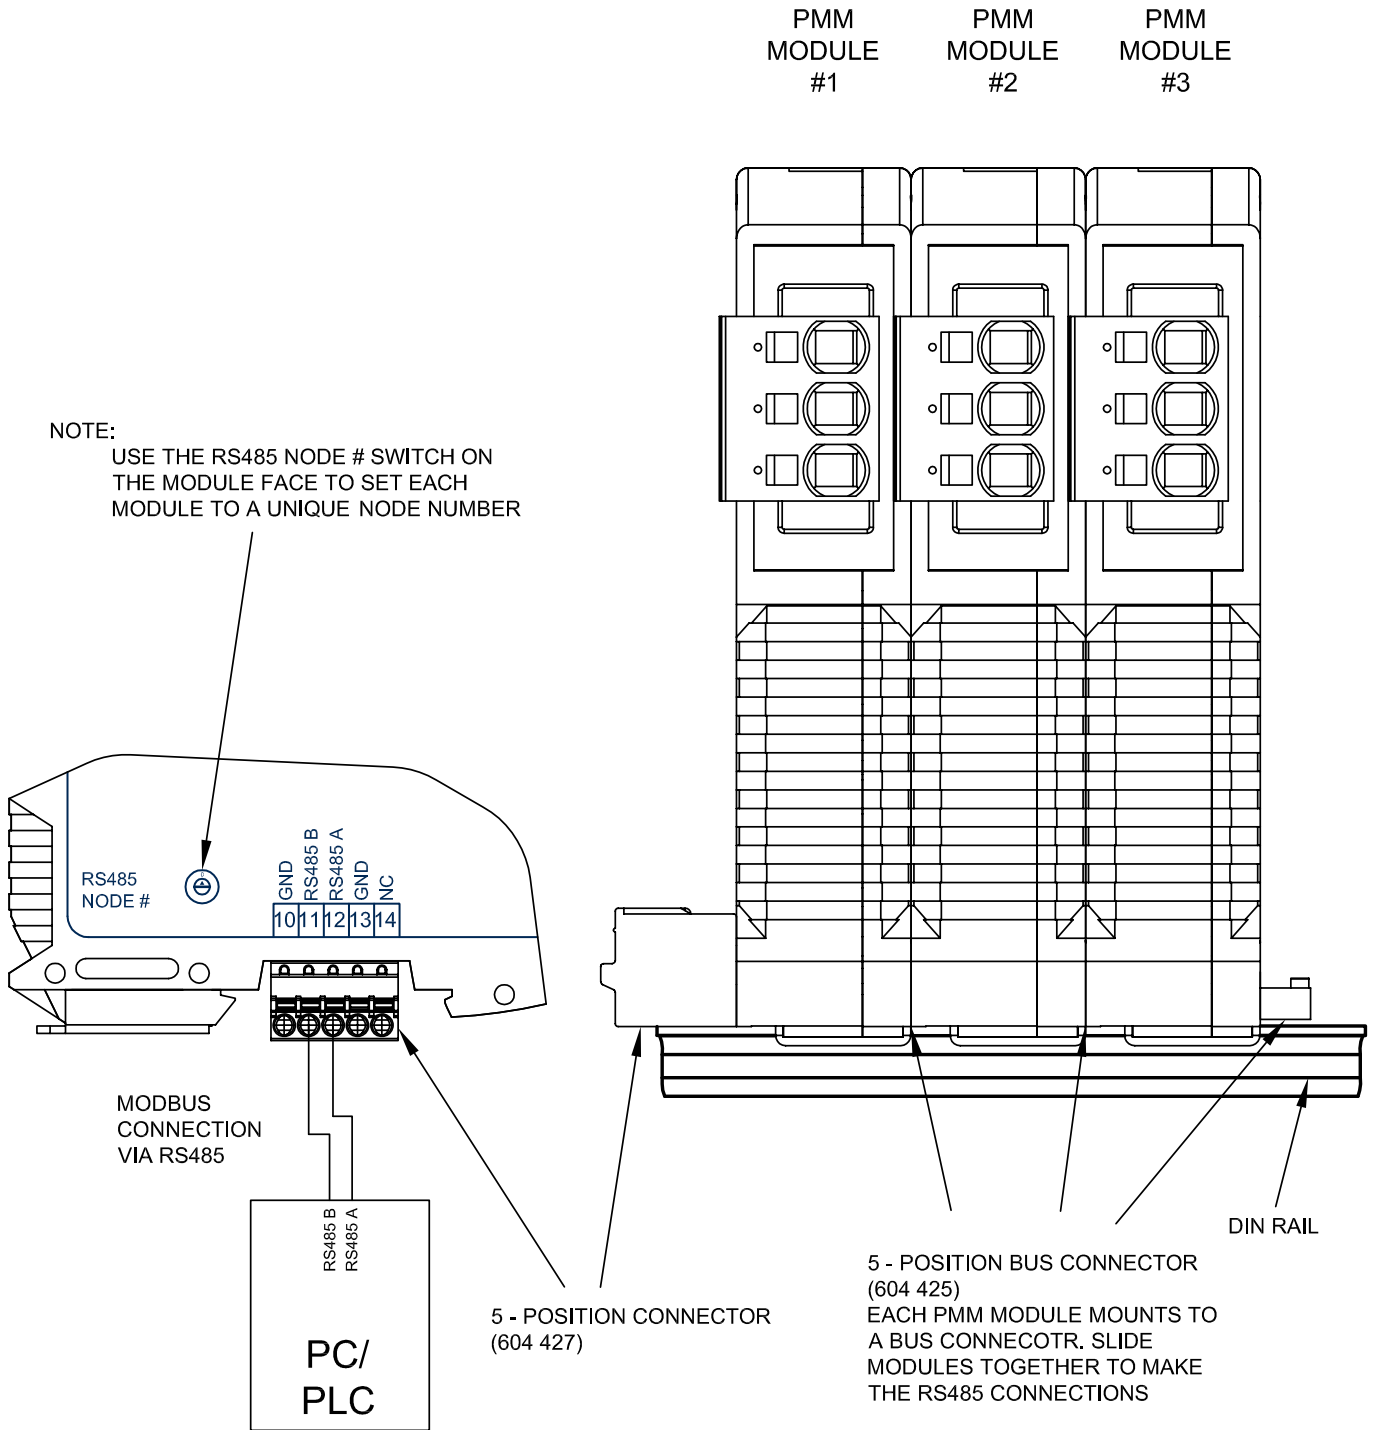 PMM
MODULE
#1
PMM
MODULE
#2
PMM
MODULE
#3
NOTE:
USE THE RS485 NODE # SWITCH ON
THE MODULE FACE TO SET EACH
MODULE TO A UNIQUE NODE NUMBER
RS485
NODE #
GND
RS485 B
RS485 A
GND
NC
10 11 12 13 14
MODBUS
CONNECTION
VIA RS485
RS485 B
RS485 A
PC/
PLC
5 - POSITION CONNECTOR
(604 427)
DIN RAIL
5 - POSITION BUS CONNECTOR
(604 425)
EACH PMM MODULE MOUNTS TO
A BUS CONNECOTR. SLIDE
MODULES TOGETHER TO MAKE
THE RS485 CONNECTIONS